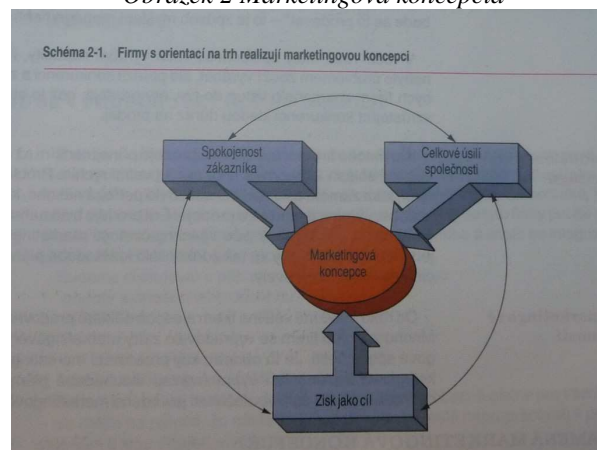 Obrázek 2 Marketingová koncepcia
Schéma 2-1. Firmy s orientací na trh realizují marketingovou koncepci
Spokojenost
zákazníka
Celkové úsilí
společnosti
Marketingová
koncepce
Zisk jako cíl